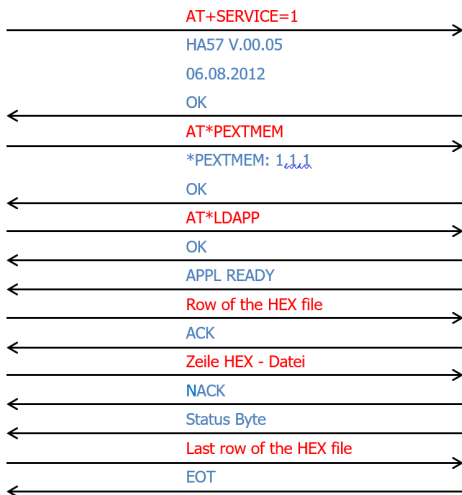 AT+SERVICE=1
HA57 V.00.05
06.08.2012
OK
AT*PEXTMEM
*PEXTMEM: 1,1,1
OK
AT*LDAPP
OK
APPL READY
Row of the HEX file
ACK
Zeile HEX - Datei
NACK
Status Byte
Last row of the HEX file
EOT